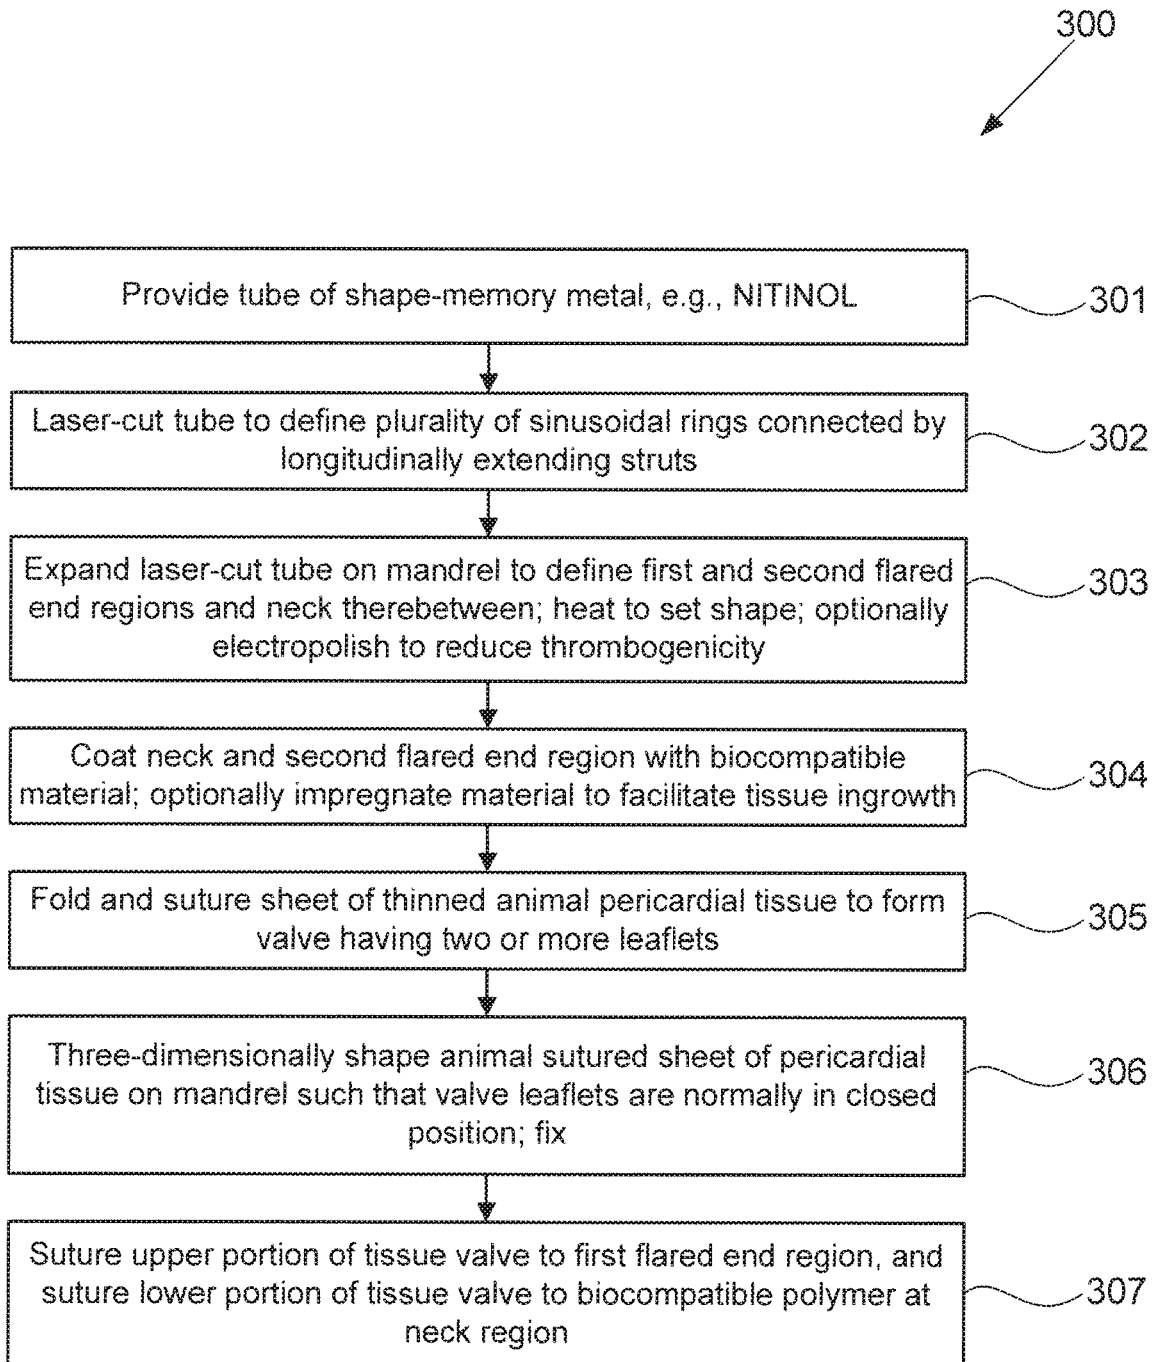 300
Provide tube of shape-memory metal, e.g., NITINOL
301
Laser-cut tube to define plurality of sinusoidal rings connected by
longitudinally extending struts
302
Expand laser-cut tube on mandrel to define first and second flared
end regions and neck therebetween; heat to set shape; optionally
electropolish to reduce thrombogenicity
303
Coat neck and second flared end region with biocompatible
material; optionally impregnate material to facilitate tissue ingrowth
304
Fold and suture sheet of thinned animal pericardial tissue to form
valve having two or more leaflets
305
Three-dimensionally shape animal sutured sheet of pericardial
tissue on mandrel such that valve leaflets are normally in closed
position; fix
306
Suture upper portion of tissue valve to first flared end region, and
suture lower portion of tissue valve to biocompatible polymer at
neck region
307